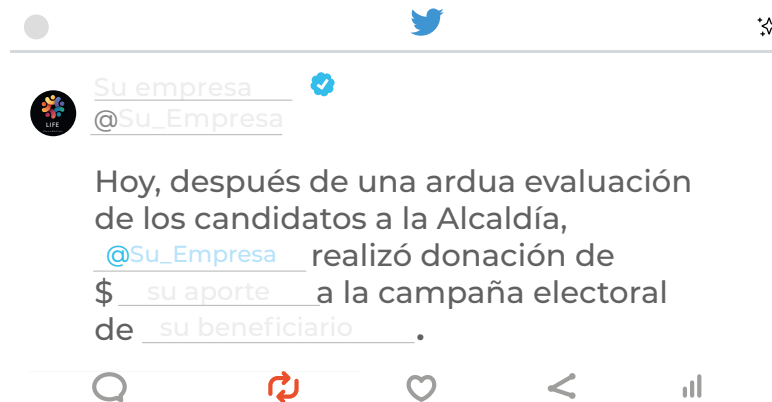 Su empresa
@Su_Empresa
LIFE
Hoy, después de una ardua evaluación
de los candidatos a la Alcaldía,
@Su_Empresa realizó donación de
$ su aporte a la campaña electoral
de su beneficiario .